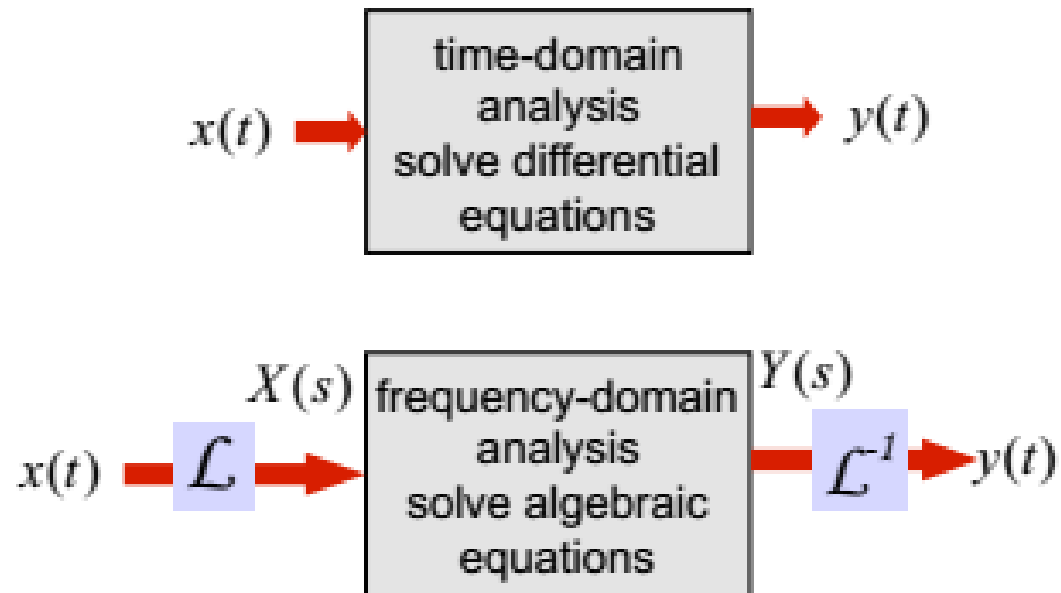 time-domain
analysis
solve differential
equations
x(t)
y(t)
X(s)
Y(s)
frequency-domain
analysis
solve algebraic
equations
x(t)
ℒ
ℒ⁻¹
y(t)